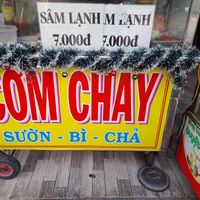 SÂM LẠNH
7.000đ
M LẠNH
7.000đ
CƠM CHAY
SƯỜN - BÌ - CHẢ